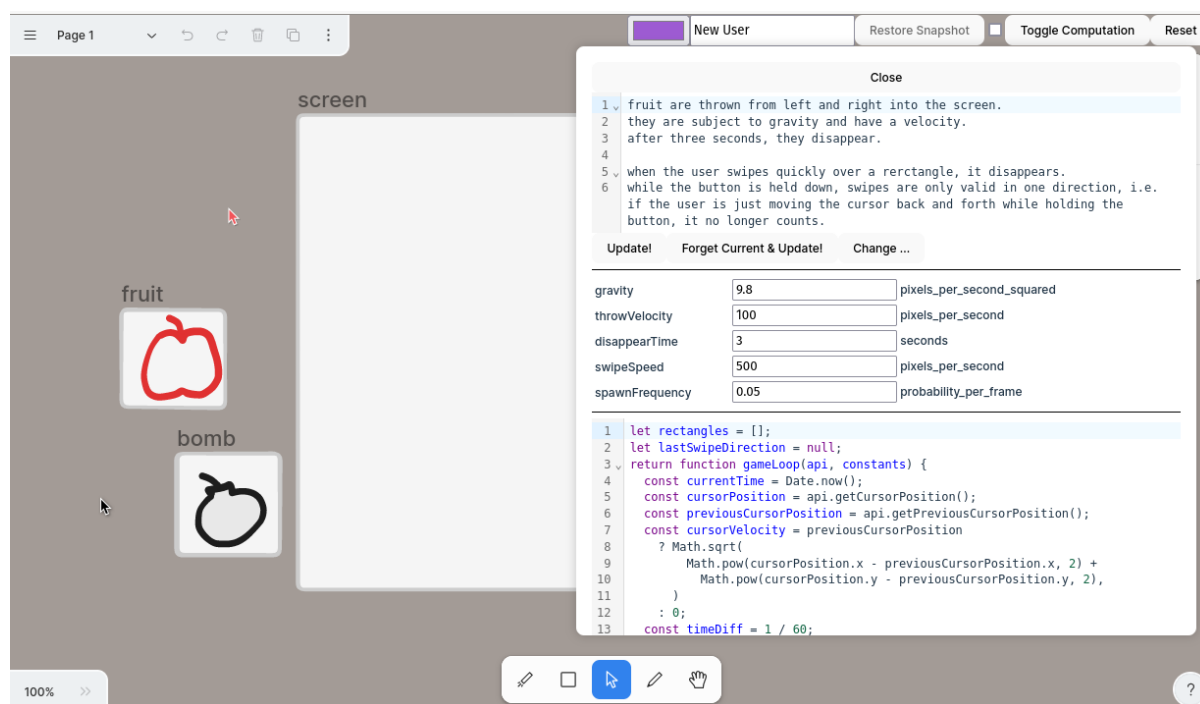 Page 1
New User
Restore Snapshot
Toggle Computation
Reset
screen
fruit
bomb
Close
1 fruit are thrown from left and right into the screen.
2 they are subject to gravity and have a velocity.
3 after three seconds, they disappear.
4
5 when the user swipes quickly over a rerctangle, it disappears.
6 while the button is held down, swipes are only valid in one direction, i.e.
if the user is just moving the cursor back and forth while holding the
button, it no longer counts.
Update! Forget Current & Update! Change ...
gravity 9.8 pixels_per_second_squared
throwVelocity 100 pixels_per_second
disappearTime 3 seconds
swipeSpeed 500 pixels_per_second
spawnFrequency 0.05 probability_per_frame
1 let rectangles = [];
2 let lastSwipeDirection = null;
3 return function gameLoop(api, constants) {
4 const currentTime = Date.now();
5 const cursorPosition = api.getCursorPosition();
6 const previousCursorPosition = api.getPreviousCursorPosition();
7 const cursorVelocity = previousCursorPosition
8 ? Math.sqrt(
9 Math.pow(cursorPosition.x - previousCursorPosition.x, 2) +
10 Math.pow(cursorPosition.y - previousCursorPosition.y, 2),
11 )
12 : 0;
13 const timeDiff = 1 / 60;
100%
?